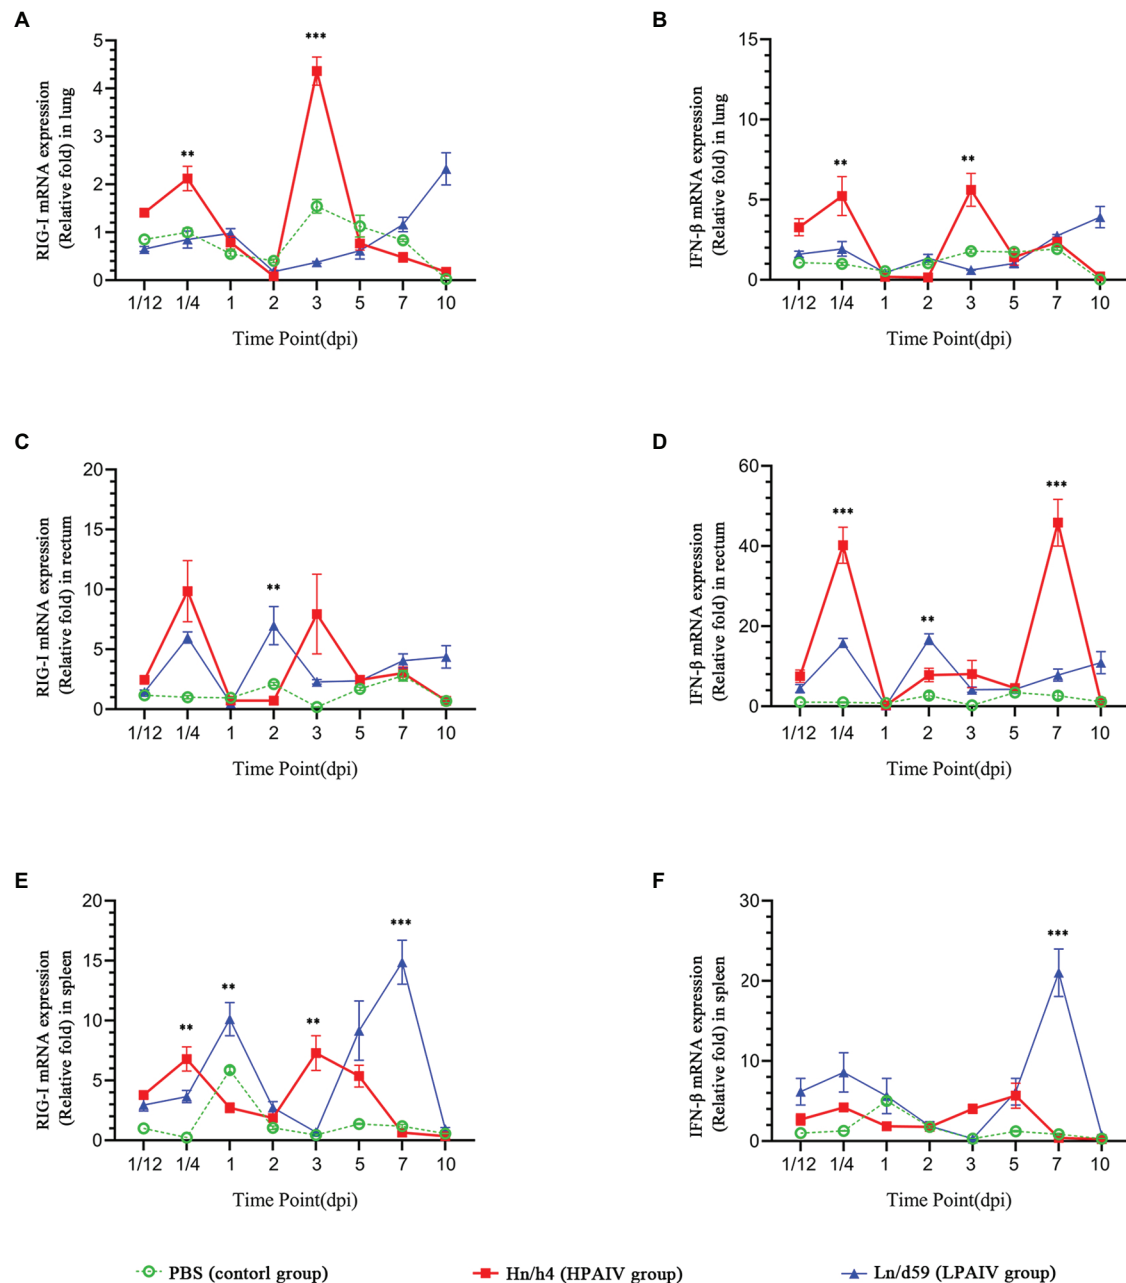 A
RIG-I mRNA expression
(Relative fold) in lung
5
4
3
2
1
0
**
***
1/12 1/4 1 2 3 5 7 10
Time Point(dpi)
B
IFN-β mRNA expression
(Relative fold) in lung
15
10
5
0
**
**
1/12 1/4 1 2 3 5 7 10
Time Point(dpi)
C
RIG-I mRNA expression
(Relative fold) in rectum
20
15
10
5
0
**
1/12 1/4 1 2 3 5 7 10
Time Point(dpi)
D
IFN-β mRNA expression
(Relative fold) in rectum
60
40
20
0
***
**
***
1/12 1/4 1 2 3 5 7 10
Time Point(dpi)
E
RIG-I mRNA expression
(Relative fold) in spleen
20
15
10
5
0
**
**
**
***
1/12 1/4 1 2 3 5 7 10
Time Point(dpi)
F
IFN-β mRNA expression
(Relative fold) in spleen
30
20
10
0
***
1/12 1/4 1 2 3 5 7 10
Time Point(dpi)
PBS (contorl group) Hn/h4 (HPAIV group) Ln/d59 (LPAIV group)